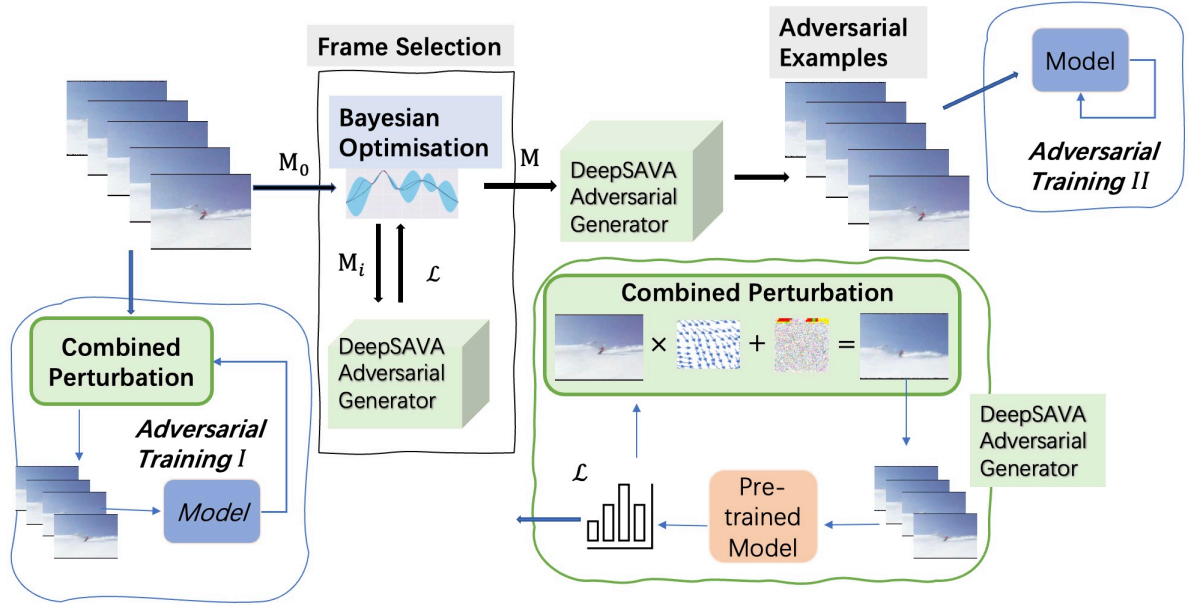 Frame Selection
Adversarial
Examples
Model
Adversarial
Training II
M₀
Bayesian
Optimisation
M
DeepSAVA
Adversarial
Generator
Mᵢ
ℒ
DeepSAVA
Adversarial
Generator
Combined
Perturbation
Adversarial
Training I
Model
Combined Perturbation
× + =
DeepSAVA
Adversarial
Generator
ℒ
Pre-
trained
Model